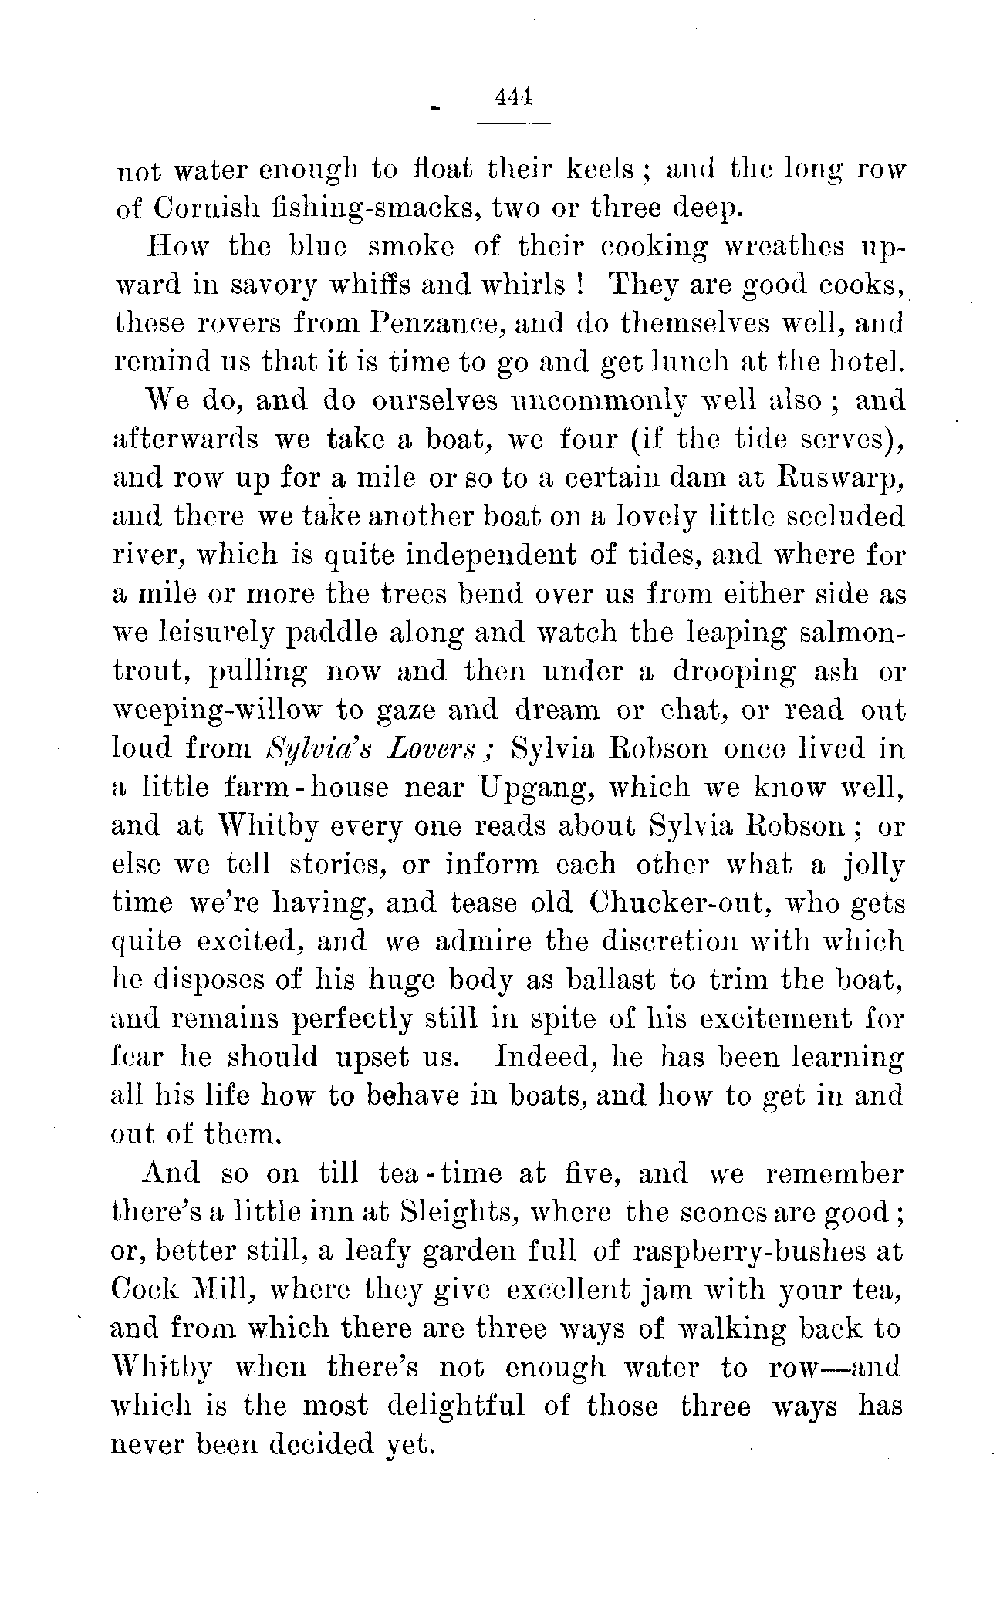 444
not water enough to float their keels ; and the long row
of Cornish fishing-smacks, two or three deep.
How the blue smoke of their cooking wreathes up-
ward in savory whiffs and whirls ! They are good cooks,
these rovers from Penzance, and do themselves well, and
remind us that it is time to go and get lunch at the hotel.
We do, and do ourselves uncommonly well also ; and
afterwards we take a boat, we four (if the tide serves),
and row up for a mile or so to a certain dam at Ruswarp,
and there we take another boat on a lovely little secluded
river, which is quite independent of tides, and where for
a mile or more the trees bend over us from either side as
we leisurely paddle along and watch the leaping salmon-
trout, pulling now and then under a drooping ash or
weeping-willow to gaze and dream or chat, or read out
loud from Sylvia's Lovers ; Sylvia Robson once lived in
a little farm-house near Upgang, which we know well,
and at Whitby every one reads about Sylvia Robson ; or
else we tell stories, or inform each other what a jolly
time we're having, and tease old Chucker-out, who gets
quite excited, and we admire the discretion with which
he disposes of his huge body as ballast to trim the boat,
and remains perfectly still in spite of his excitement for
fear he should upset us. Indeed, he has been learning
all his life how to behave in boats, and how to get in and
out of them.
And so on till tea-time at five, and we remember
there's a little inn at Sleights, where the scones are good ;
or, better still, a leafy garden full of raspberry-bushes at
Cock Mill, where they give excellent jam with your tea,
and from which there are three ways of walking back to
Whitby when there's not enough water to row—and
which is the most delightful of those three ways has
never been decided yet.